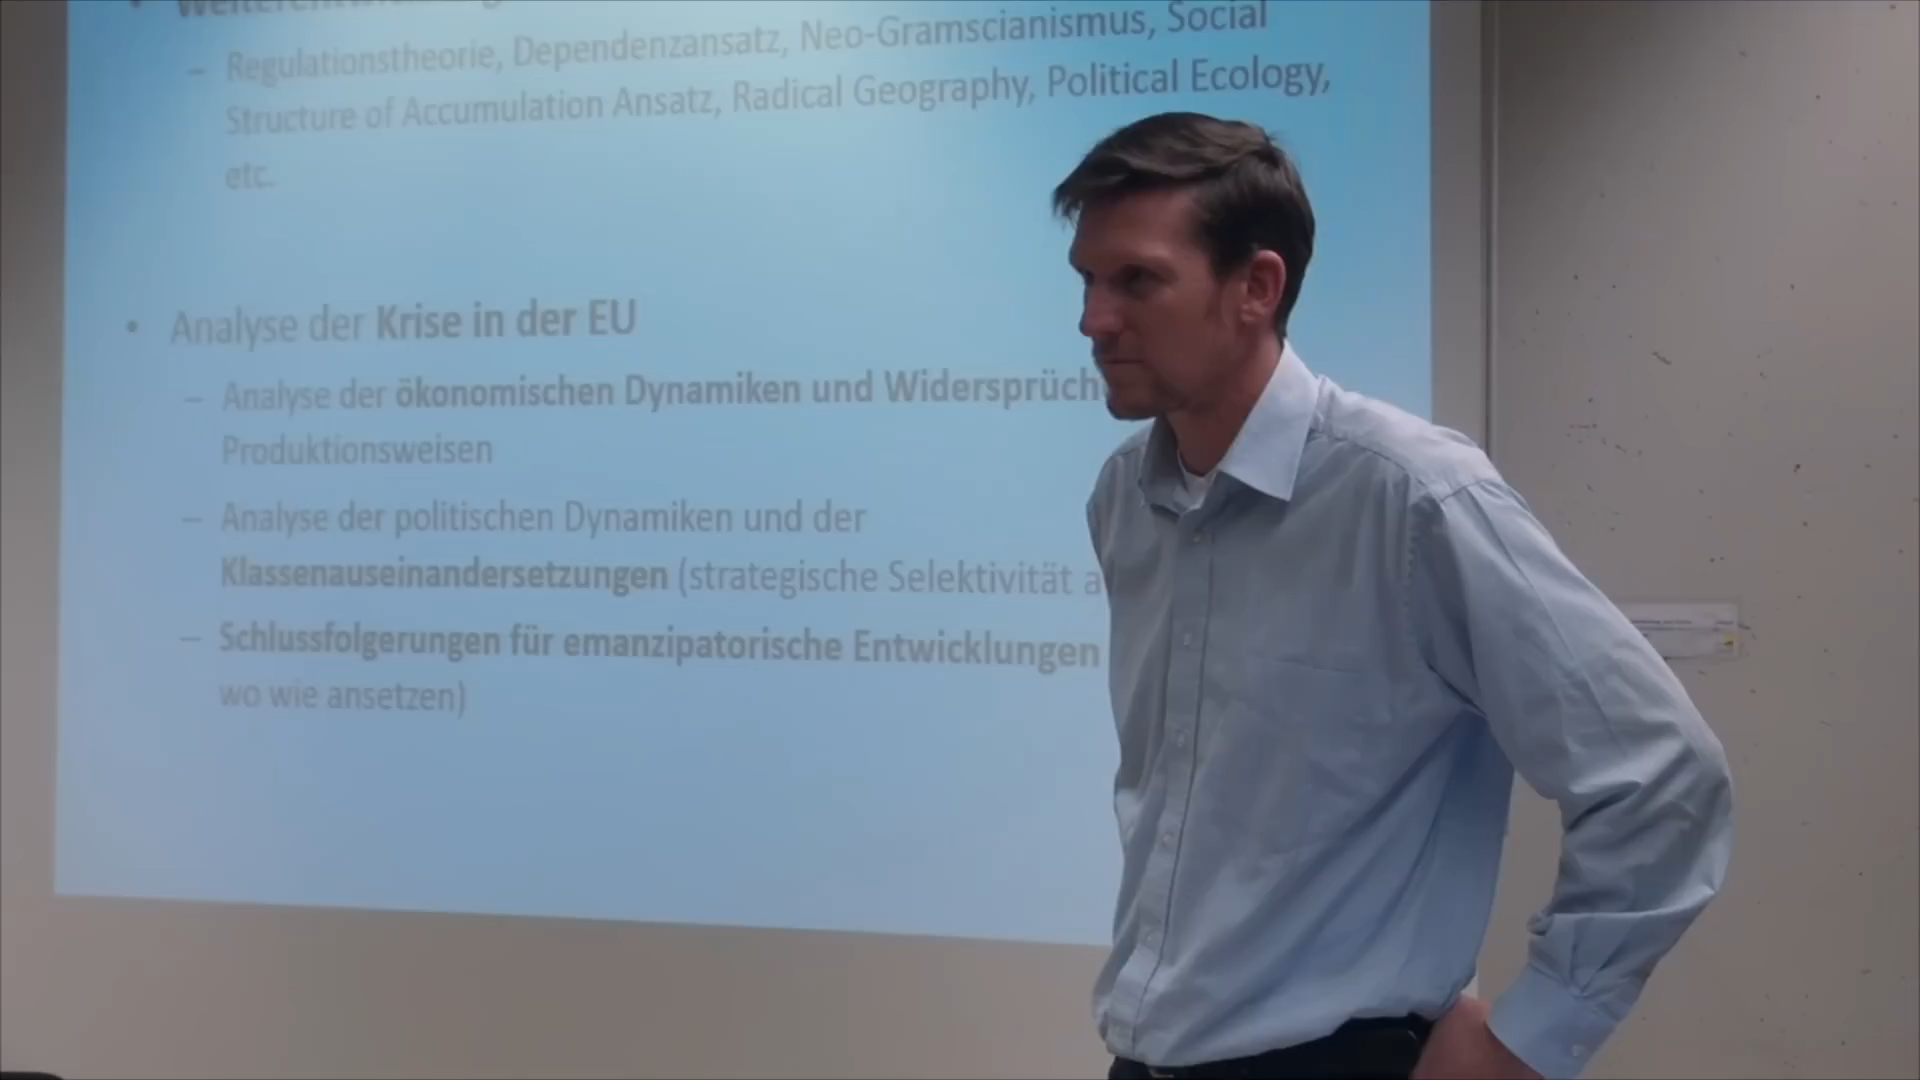 – Regulationstheorie, Dependenzansatz, Neo-Gramscianismus, Social
Structure of Accumulation Ansatz, Radical Geography, Political Ecology,
etc.
• Analyse der Krise in der EU
– Analyse der ökonomischen Dynamiken und Widersprüch
Produktionsweisen
– Analyse der politischen Dynamiken und der
Klassenauseinandersetzungen (strategische Selektivität a
– Schlussfolgerungen für emanzipatorische Entwicklungen
wo wie ansetzen)